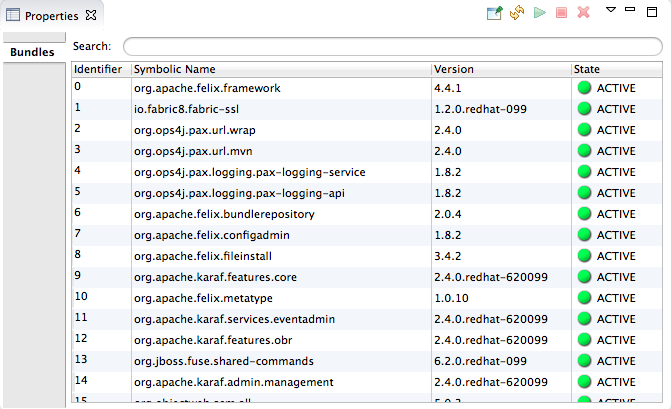 Properties
Bundles
Search:
Identifier Symbolic Name Version State
0 org.apache.felix.framework 4.4.1 ACTIVE
1 io.fabric8.fabric-ssl 1.2.0.redhat-099 ACTIVE
2 org.ops4j.pax.url.wrap 2.4.0 ACTIVE
3 org.ops4j.pax.url.mvn 2.4.0 ACTIVE
4 org.ops4j.pax.logging.pax-logging-service 1.8.2 ACTIVE
5 org.ops4j.pax.logging.pax-logging-api 1.8.2 ACTIVE
6 org.apache.felix.bundlerepository 2.0.4 ACTIVE
7 org.apache.felix.configadmin 1.8.2 ACTIVE
8 org.apache.felix.fileinstall 3.4.2 ACTIVE
9 org.apache.karaf.features.core 2.4.0.redhat-620099 ACTIVE
10 org.apache.felix.metatype 1.0.10 ACTIVE
11 org.apache.karaf.services.eventadmin 2.4.0.redhat-620099 ACTIVE
12 org.apache.karaf.features.obr 2.4.0.redhat-620099 ACTIVE
13 org.jboss.fuse.shared-commands 6.2.0.redhat-099 ACTIVE
14 org.apache.karaf.admin.management 2.4.0.redhat-620099 ACTIVE
15